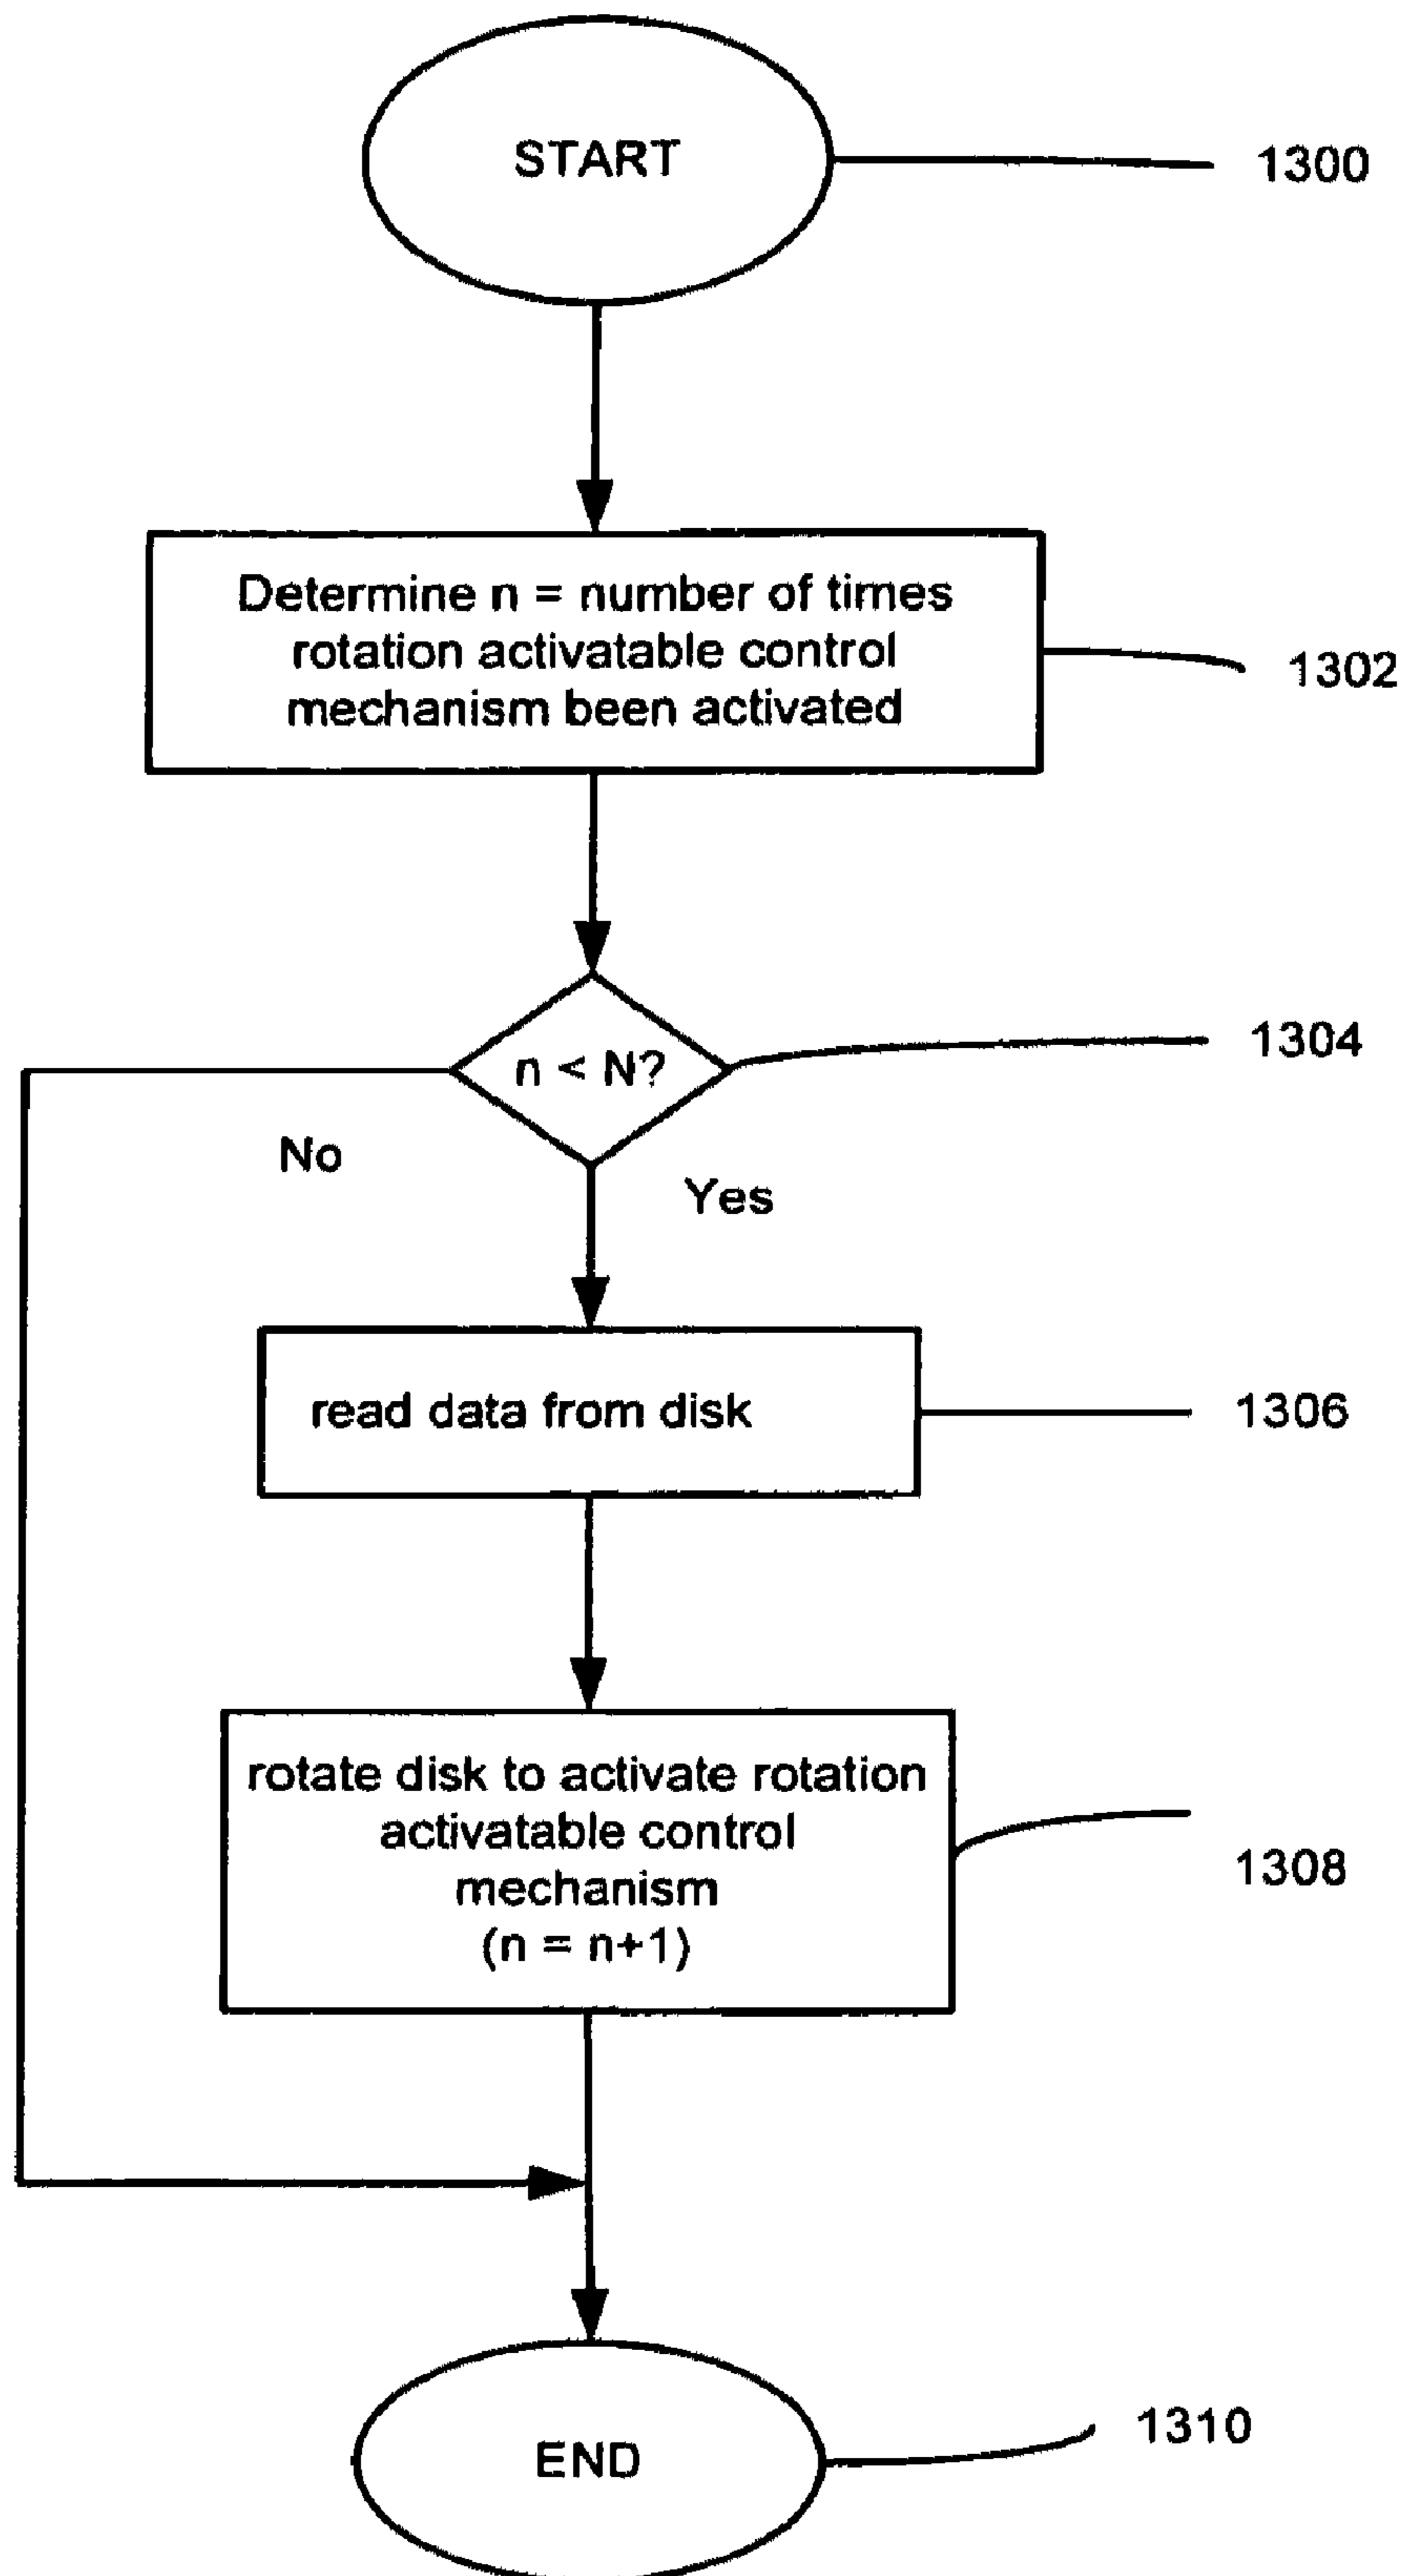 START
1300
Determine n = number of times
rotation activatable control
mechanism been activated
1302
n < N?
1304
No
Yes
read data from disk
1306
rotate disk to activate rotation
activatable control
mechanism
(n = n+1)
1308
END
1310